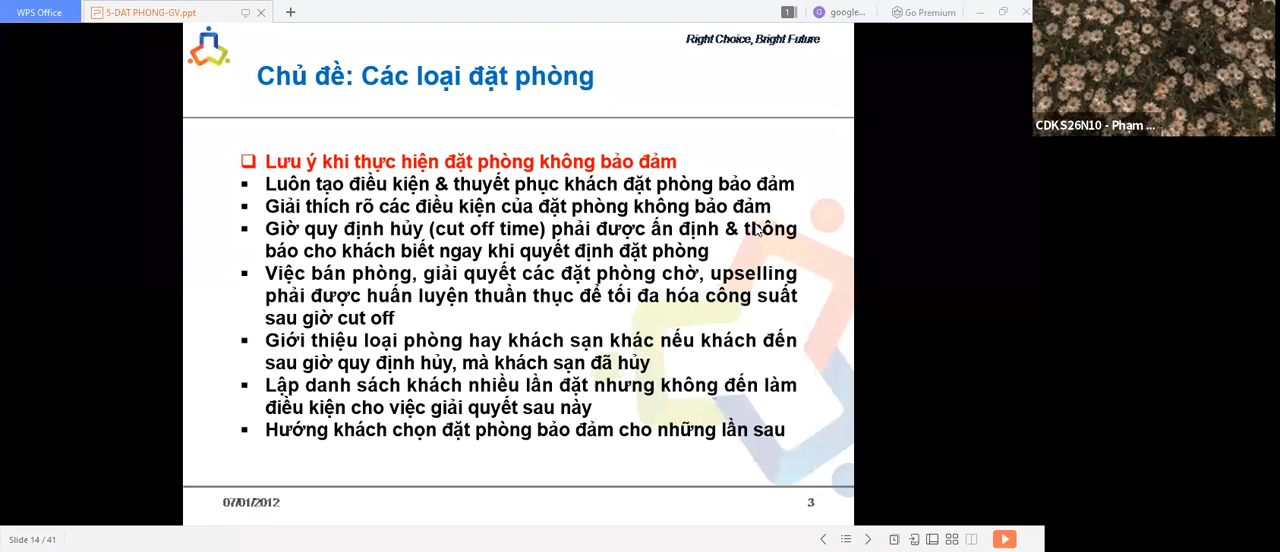 WPS Office
5-DAT PHONG-GV.ppt
1
G
google...
Go Premium
Right Choice, Bright Future
Chủ đề: Các loại đặt phòng
CDKS26N10 - Phạm ...
Lưu ý khi thực hiện đặt phòng không bảo đảm
Luôn tạo điều kiện & thuyết phục khách đặt phòng bảo đảm
Giải thích rõ các điều kiện của đặt phòng không bảo đảm
Giờ quy định hủy (cut off time) phải được ấn định & thông
báo cho khách biết ngay khi quyết định đặt phòng
Việc bán phòng, giải quyết các đặt phòng chờ, upselling
phải được huấn luyện thuần thục để tối đa hóa công suất
sau giờ cut off
Giới thiệu loại phòng hay khách sạn khác nếu khách đến
sau giờ quy định hủy, mà khách sạn đã hủy
Lập danh sách khách nhiều lần đặt nhưng không đến làm
điều kiện cho việc giải quyết sau này
Hướng khách chọn đặt phòng bảo đảm cho những lần sau
07/01/2012
3
Slide 14 / 41